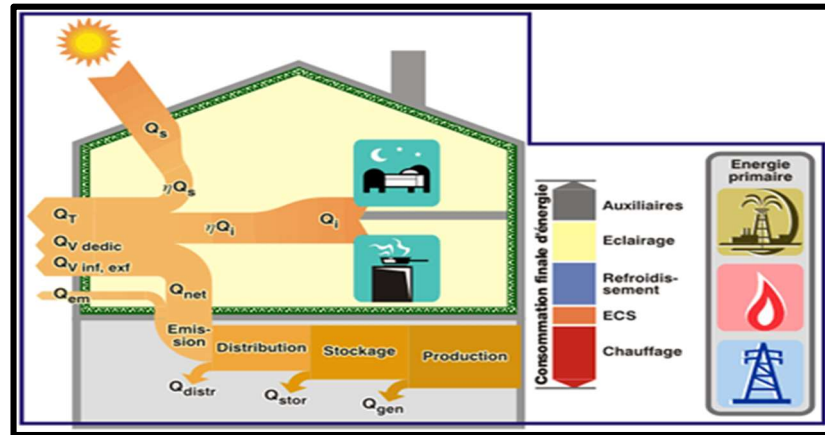 Qs
ηQs
QT
ηQi
Qi
QV dedic
QV inf, exf
Qem
Qnet
Emis-
sion
Distribution
Stockage
Production
Qdistr
Qstor
Qgen
Consommation finale d'énergie
Auxiliaires
Eclairage
Refroidis-
sement
ECS
Chauffage
Energie
primaire